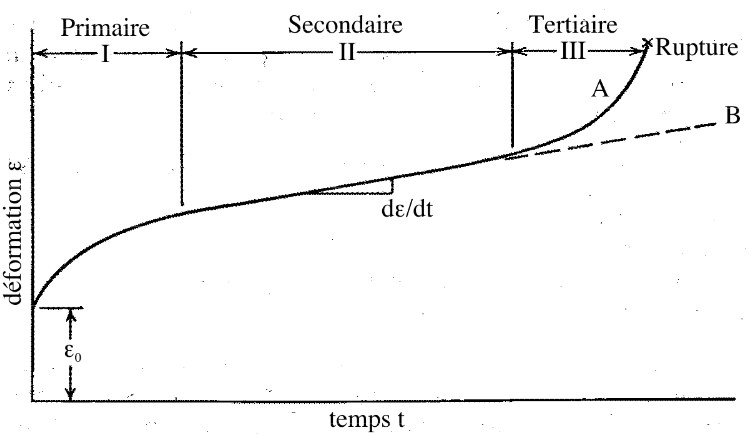 Primaire
I
Secondaire
II
Tertiaire
III
Rupture
A
B
dε/dt
déformation ε
ε₀
temps t